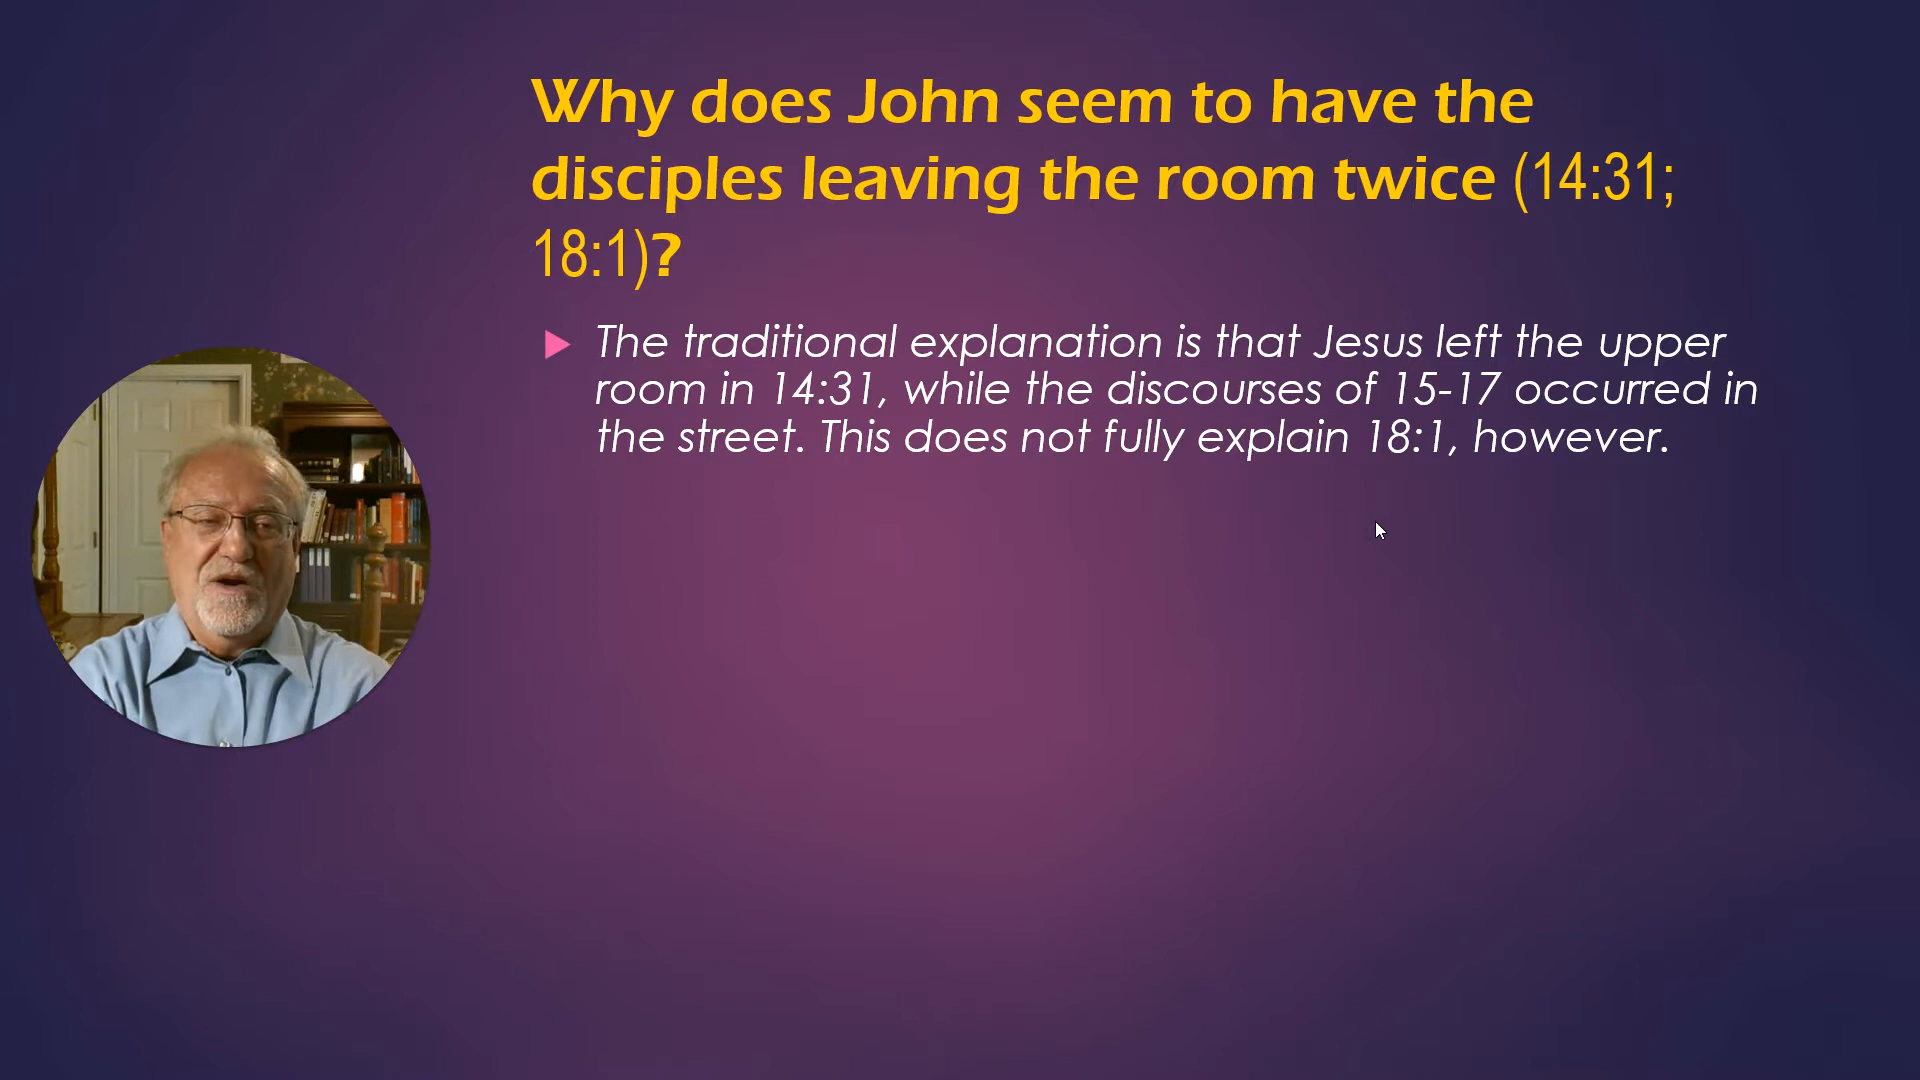 Why does John seem to have the
disciples leaving the room twice (14:31;
18:1)?
The traditional explanation is that Jesus left the upper
room in 14:31, while the discourses of 15-17 occurred in
the street. This does not fully explain 18:1, however.